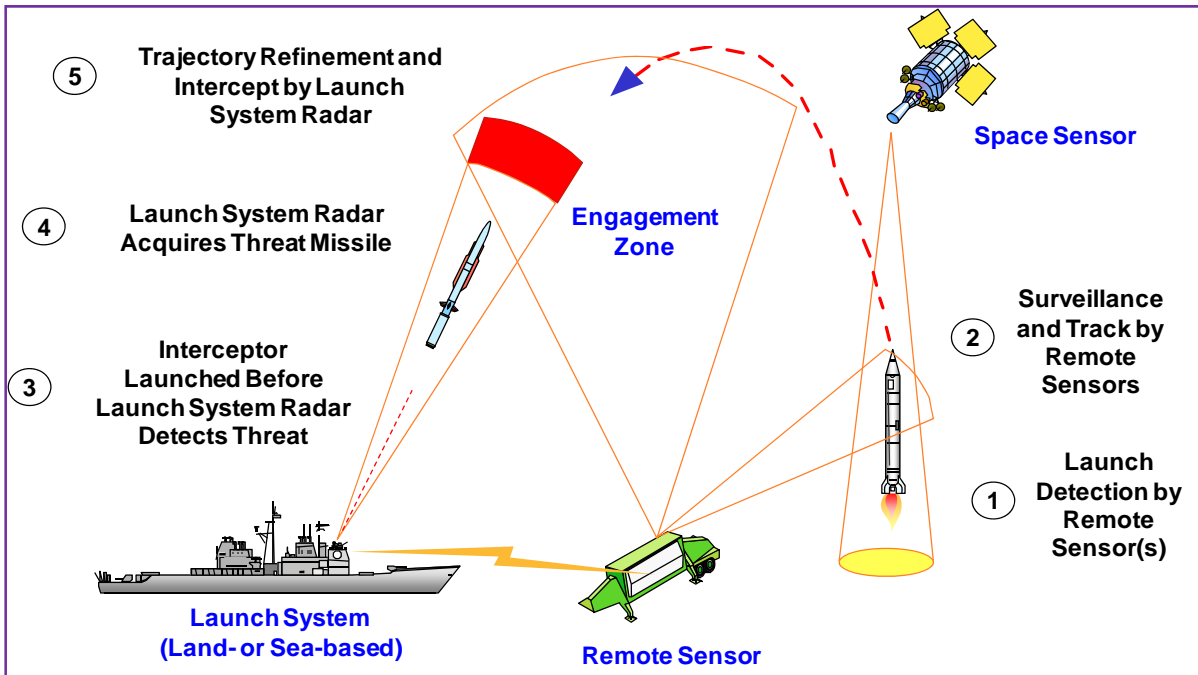 5
Trajectory Refinement and
Intercept by Launch
System Radar
Space Sensor
4
Launch System Radar
Acquires Threat Missile
Engagement
Zone
3
Interceptor
Launched Before
Launch System Radar
Detects Threat
2
Surveillance
and Track by
Remote
Sensors
1
Launch
Detection by
Remote
Sensor(s)
Launch System
(Land- or Sea-based)
Remote Sensor